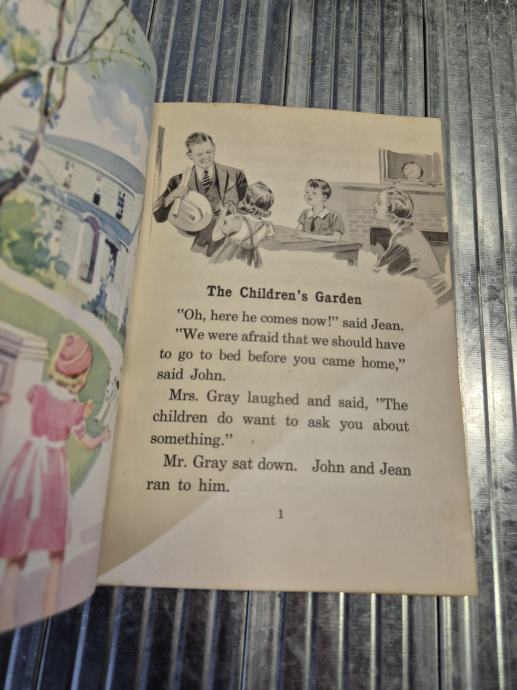 The Children's Garden
"Oh, here he comes now!" said Jean.
"We were afraid that we should have
to go to bed before you came home,"
said John.
Mrs. Gray laughed and said, "The
children do want to ask you about
something."
Mr. Gray sat down. John and Jean
ran to him.
1